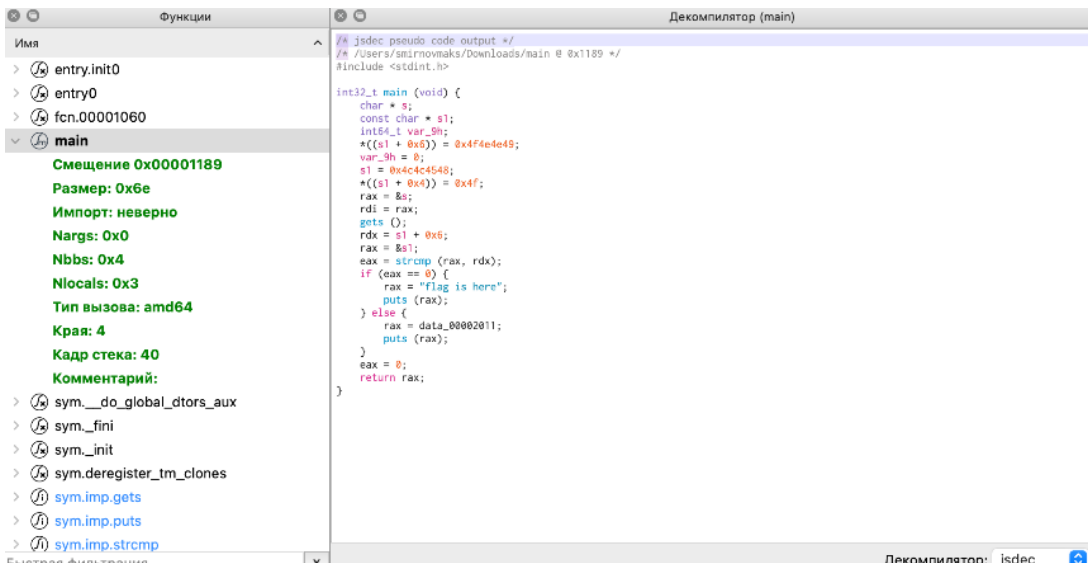 Функции
Имя
entry.init0
entry0
fcn.00001060
main
Смещение 0x00001189
Размер: 0x6e
Импорт: неверно
Nargs: 0x0
Nbbs: 0x4
Nlocals: 0x3
Тип вызова: amd64
Края: 4
Кадр стека: 40
Комментарий:
sym.__do_global_dtors_aux
sym._fini
sym._init
sym.deregister_tm_clones
sym.imp.gets
sym.imp.puts
sym.imp.strcmp
Быстрая фильтрация
X
Декомпилятор (main)
/* jsdec pseudo code output */
/* /Users/smirnovmaks/Downloads/main @ 0x1189 */
#include <stdint.h>
int32_t main (void) {
char * s;
const char * s1;
int64_t var_9h;
*((s1 + 0x6)) = 0x4f4e4e49;
var_9h = 0;
s1 = 0x4c4c4548;
*((s1 + 0x4)) = 0x4f;
rax = &s;
rdi = rax;
gets ();
rdx = s1 + 0x6;
rax = &s1;
eax = strcmp (rax, rdx);
if (eax == 0) {
rax = "flag is here";
puts (rax);
} else {
rax = data_00002011;
puts (rax);
}
eax = 0;
return rax;
}
Декомпилятор: jsdec